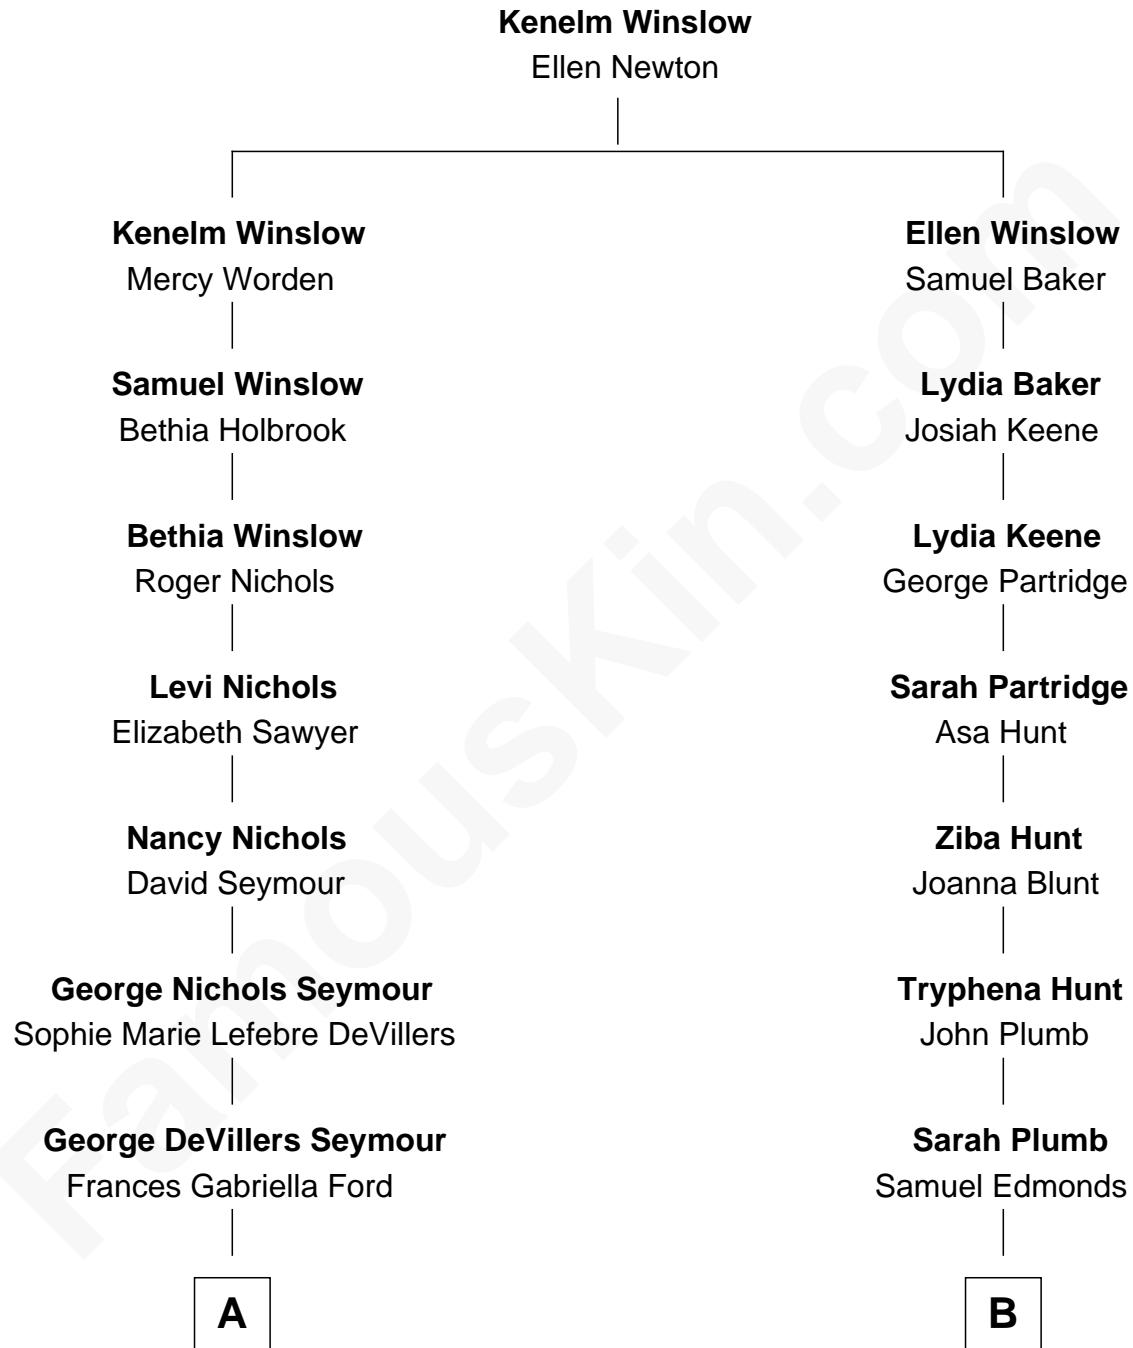 Kenelm Winslow
Ellen Newton
Kenelm Winslow
Mercy Worden
Samuel Winslow
Bethia Holbrook
Bethia Winslow
Roger Nichols
Levi Nichols
Elizabeth Sawyer
Nancy Nichols
David Seymour
George Nichols Seymour
Sophie Marie Lefebre DeVillers
George DeVillers Seymour
Frances Gabriella Ford
A
Ellen Winslow
Samuel Baker
Lydia Baker
Josiah Keene
Lydia Keene
George Partridge
Sarah Partridge
Asa Hunt
Ziba Hunt
Joanna Blunt
Tryphena Hunt
John Plumb
Sarah Plumb
Samuel Edmonds
B
FamousKin.com